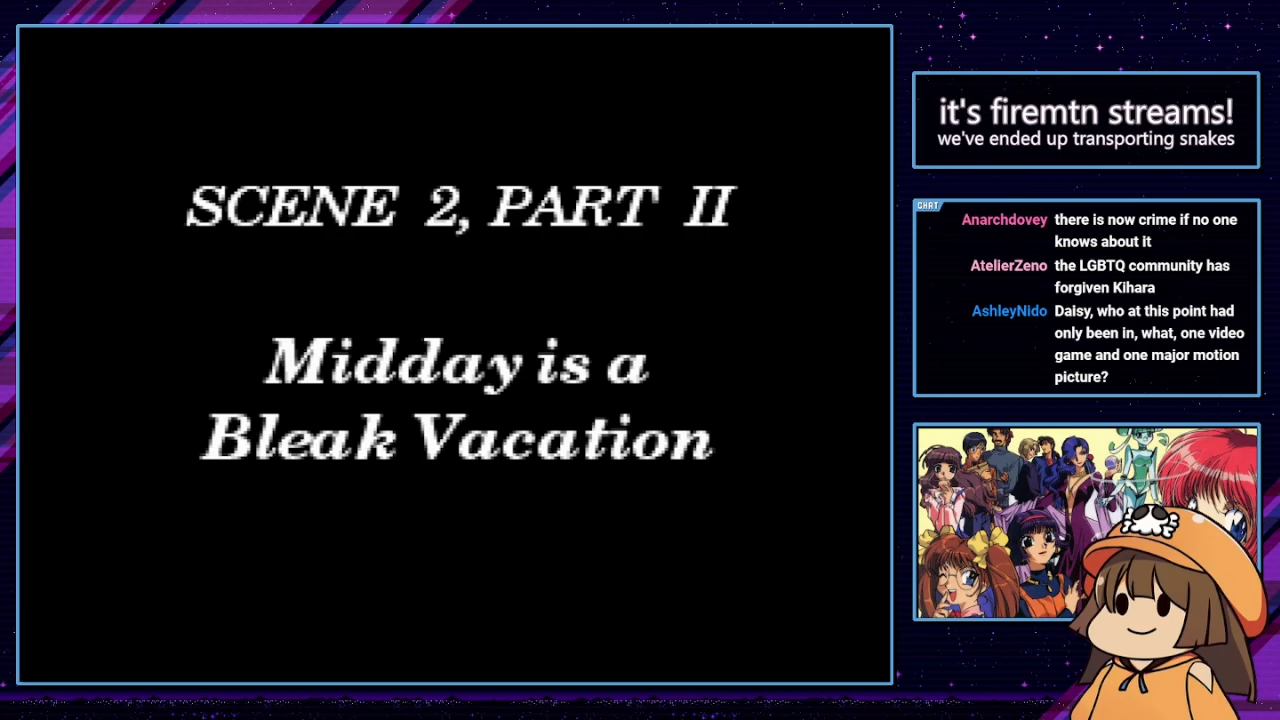 SCENE 2, PART II
Midday is a
Bleak Vacation
it's firemtn streams!
we've ended up transporting snakes
CHAT
Anarchdovey there is now crime if no one
knows about it
AtelierZeno the LGBTQ community has
forgiven Kihara
AshleyNido Daisy, who at this point had
only been in, what, one video
game and one major motion
picture?